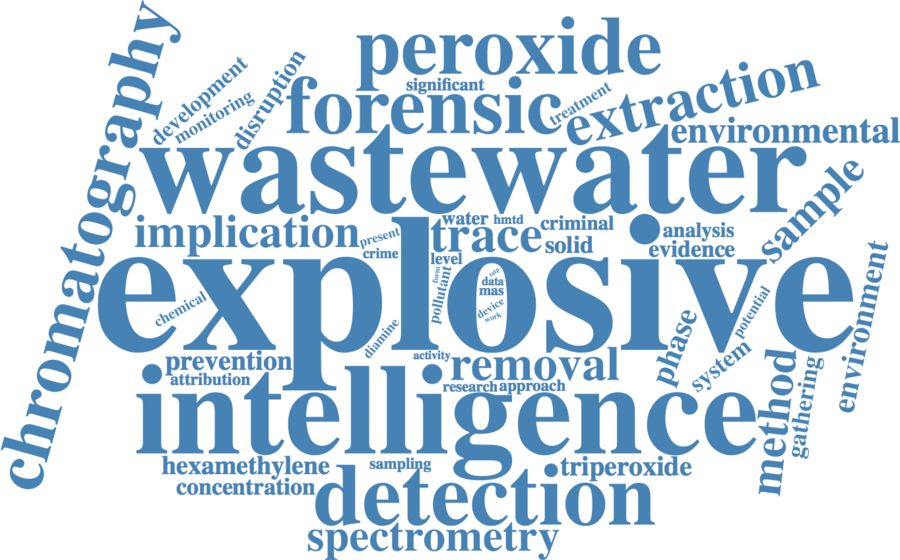 peroxide
significant
development
monitoring
disruption
forensic
treatment
extraction
environmental
chromatography
wastewater
sample
implication
present
crime
water
hmtd
trace
criminal
solid
analysis
evidence
level
explosive
form
pollutant
tatp
data
mas
device
work
chemical
diamine
potential
phase
system
environment
prevention
attribution
activity
removal
research
approach
intelligence
method
gathering
hexamethylene
concentration
sampling
triperoxide
detection
spectrometry